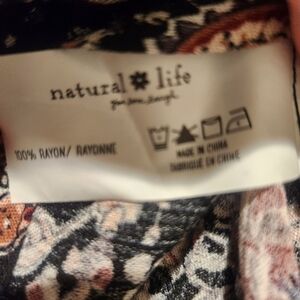 natural life
100% RAYON/ RAYONNE
MADE IN CHINA
FABRIQUÉ EN CHINE